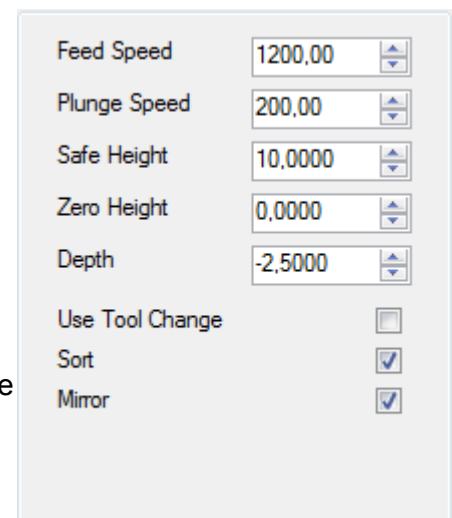 Feed Speed 1200,00
Plunge Speed 200,00
Safe Height 10,0000
Zero Height 0,0000
Depth -2,5000
Use Tool Change
Sort
e
Mirror